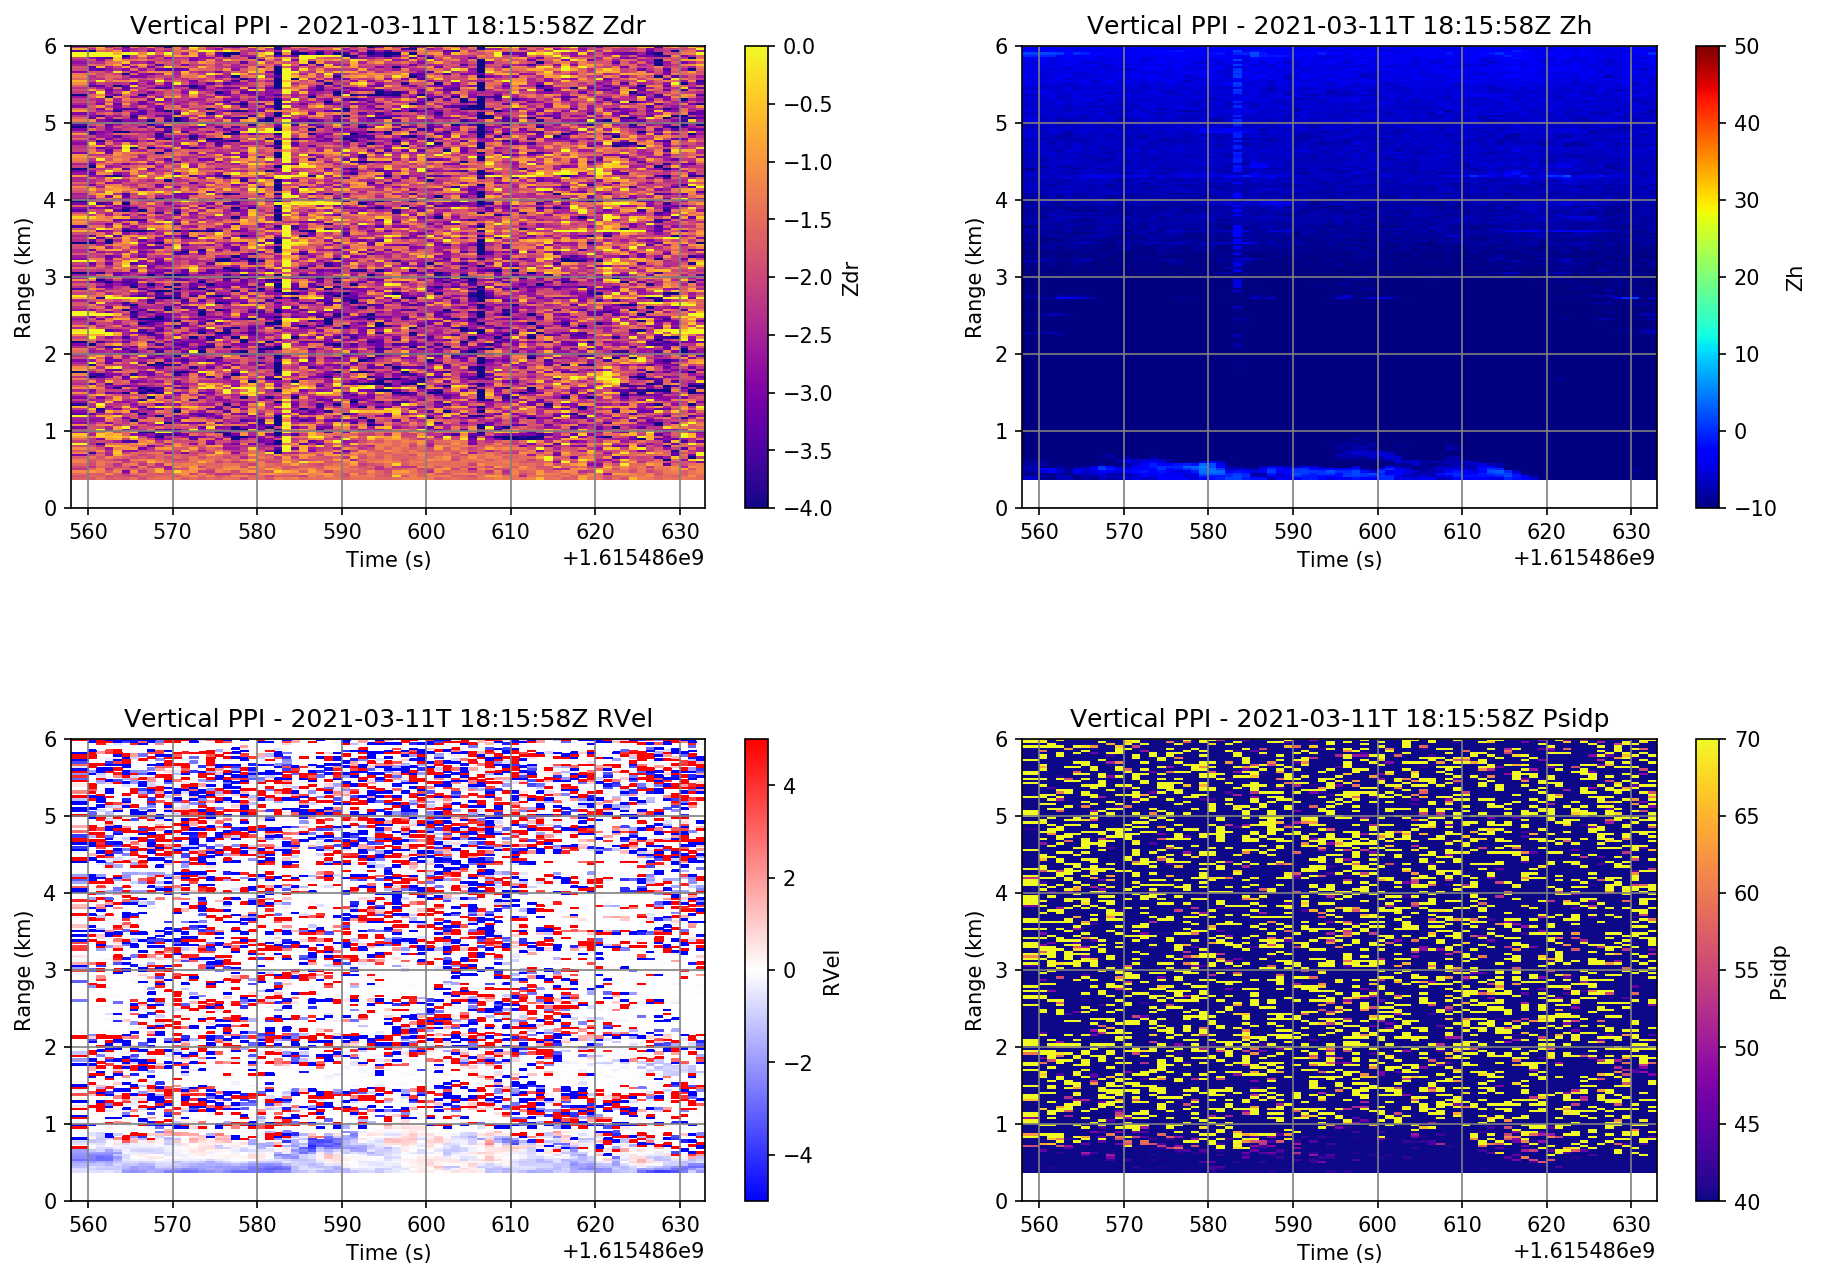 Vertical PPI - 2021-03-11T 18:15:58Z Zdr
6
5
4
3
2
1
0
Range (km)
560 570 580 590 600 610 620 630
Time (s)
+1.615486e9
0.0
−0.5
−1.0
−1.5
−2.0
−2.5
−3.0
−3.5
−4.0
Zdr
Vertical PPI - 2021-03-11T 18:15:58Z Zh
6
5
4
3
2
1
0
Range (km)
560 570 580 590 600 610 620 630
Time (s)
+1.615486e9
50
40
30
20
10
0
−10
Zh
Vertical PPI - 2021-03-11T 18:15:58Z RVel
6
5
4
3
2
1
0
Range (km)
560 570 580 590 600 610 620 630
Time (s)
+1.615486e9
4
2
0
−2
−4
RVel
Vertical PPI - 2021-03-11T 18:15:58Z Psidp
6
5
4
3
2
1
0
Range (km)
560 570 580 590 600 610 620 630
Time (s)
+1.615486e9
70
65
60
55
50
45
40
Psidp